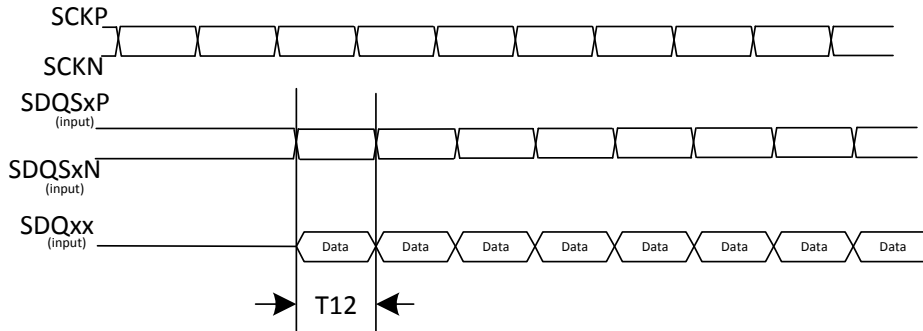 SCKP
SCKN
SDQSxP
(input)
SDQSxN
(input)
SDQxx
(input)
Data Data Data Data Data Data Data Data
T12